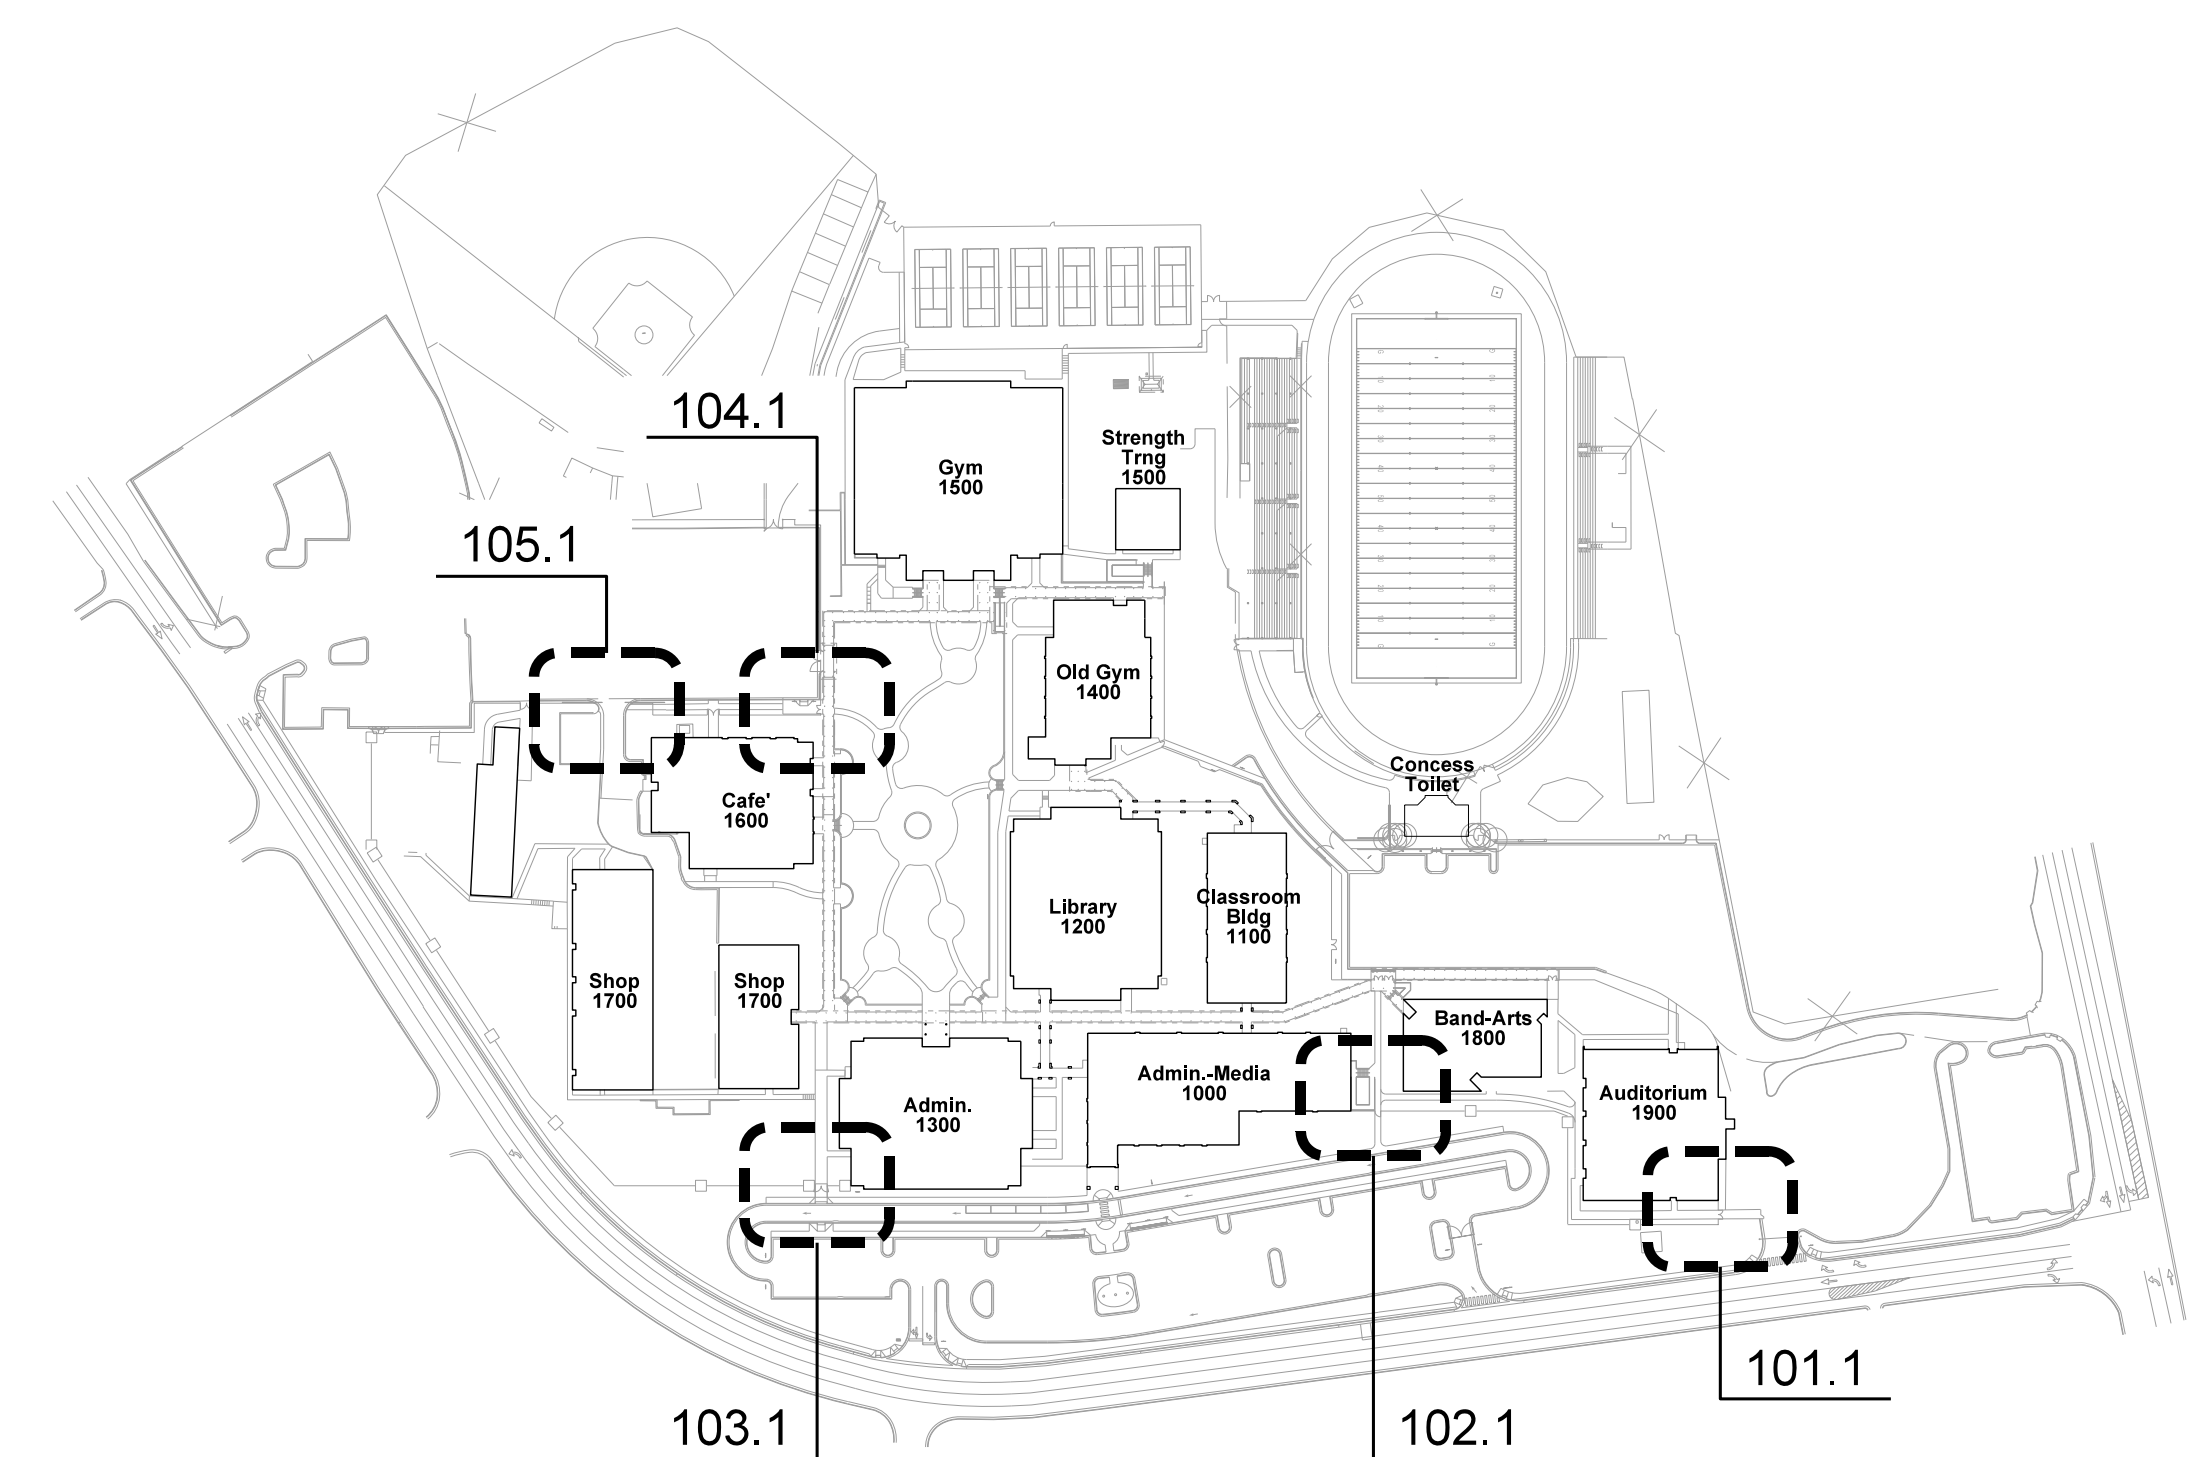 104.1
Strength
Trng
1500
Gym
1500
105.1
Old Gym
1400
Concess
Toilet
Cafe'
1600
Library
1200
Classroom
Bldg
1100
Shop
1700
Shop
1700
Band-Arts
1800
Admin.-Media
1000
Admin.
1300
Auditorium
1900
101.1
103.1
102.1